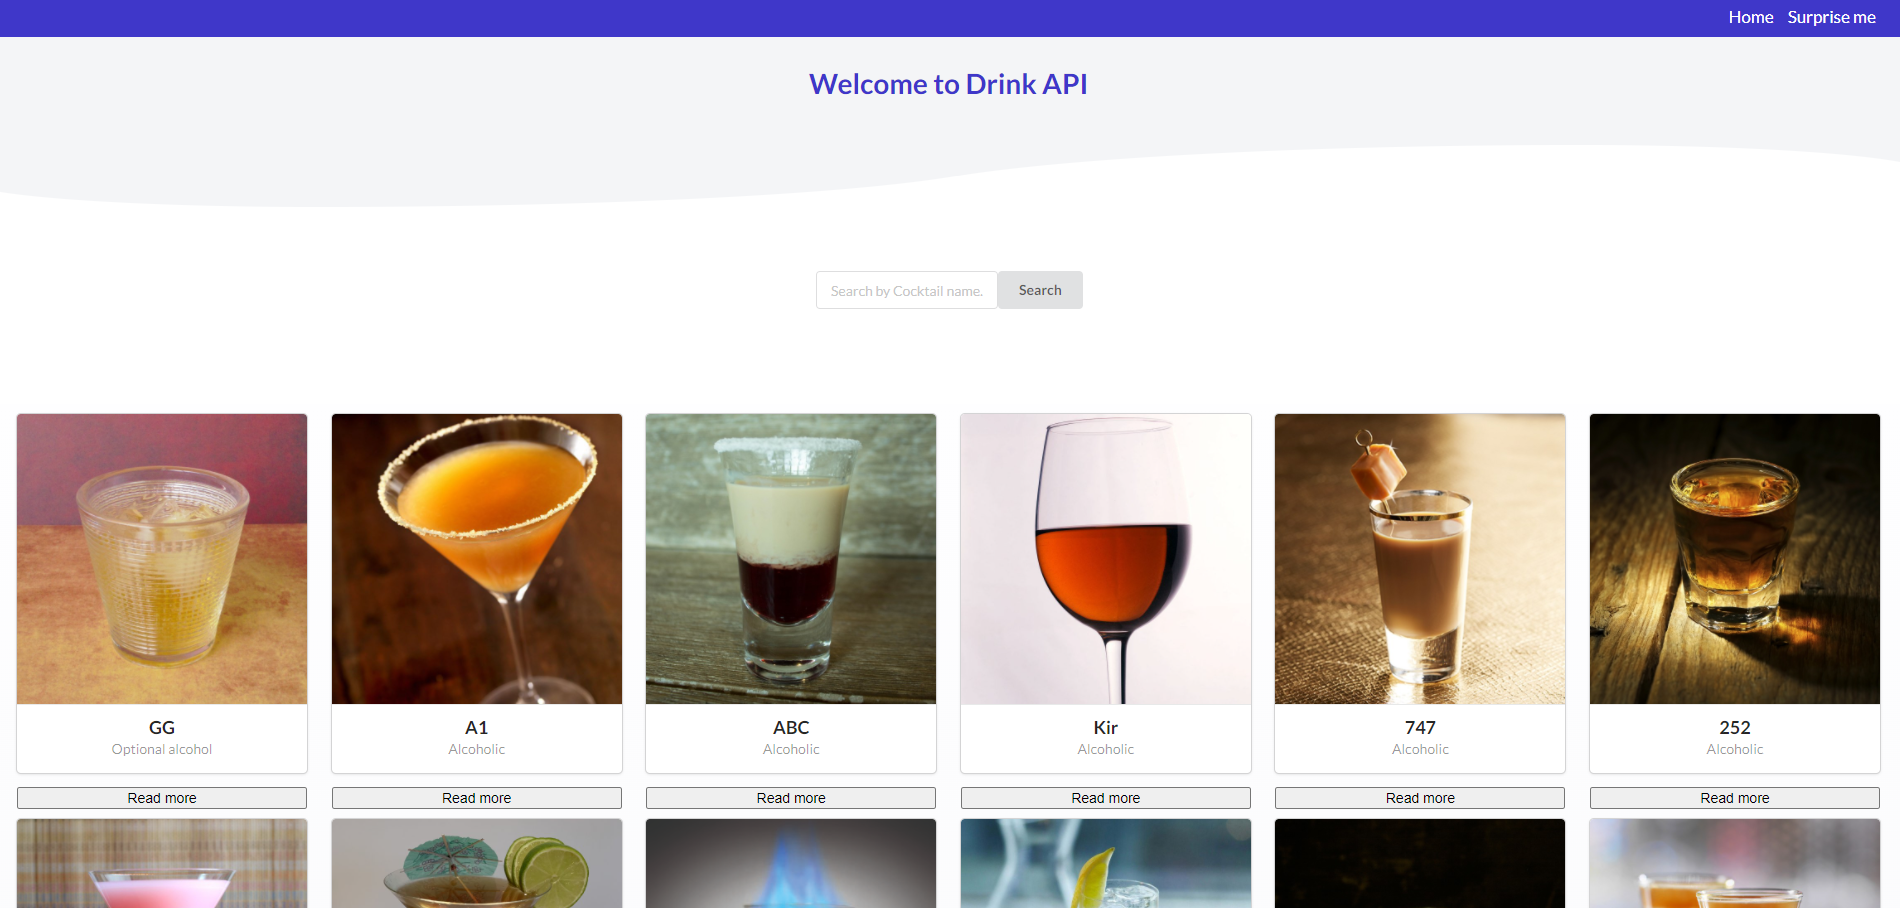 Home Surprise me
Welcome to Drink API
Search by Cocktail name. Search
GG A1 ABC Kir 747 252
Optional alcohol Alcoholic Alcoholic Alcoholic Alcoholic Alcoholic
Read more Read more Read more Read more Read more Read more